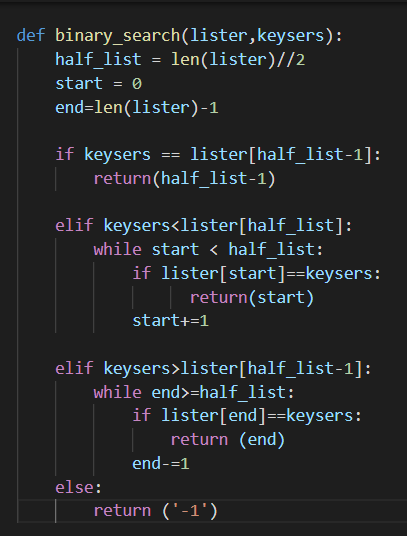 def binary_search(lister,keysers):
    half_list = len(lister)//2
    start = 0
    end=len(lister)-1

    if keysers == lister[half_list-1]:
        return(half_list-1)

    elif keysers<lister[half_list]:
        while start < half_list:
            if lister[start]==keysers:
                  return(start)
            start+=1

    elif keysers>lister[half_list-1]:
        while end>=half_list:
            if lister[end]==keysers:
                return (end)
            end-=1
    else:
        return ('-1')